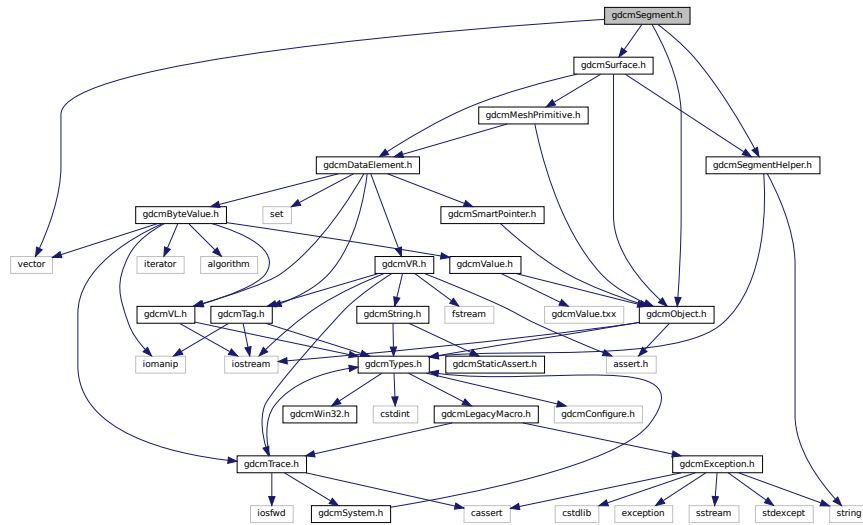 gdcmSegment.h
gdcmSurface.h
gdcmMeshPrimitive.h
gdcmDataElement.h
gdcmSegmentHelper.h
gdcmByteValue.h
set
gdcmSmartPointer.h
vector
iterator
algorithm
gdcmVR.h
gdcmValue.h
gdcmVL.h
gdcmTag.h
gdcmString.h
fstream
gdcmValue.txx
gdcmObject.h
iomanip
iostream
gdcmTypes.h
gdcmStaticAssert.h
assert.h
gdcmWin32.h
cstdint
gdcmLegacyMacro.h
gdcmConfigure.h
gdcmTrace.h
gdcmException.h
iosfwd
gdcmSystem.h
cassert
cstdlib
exception
sstream
stdexcept
string